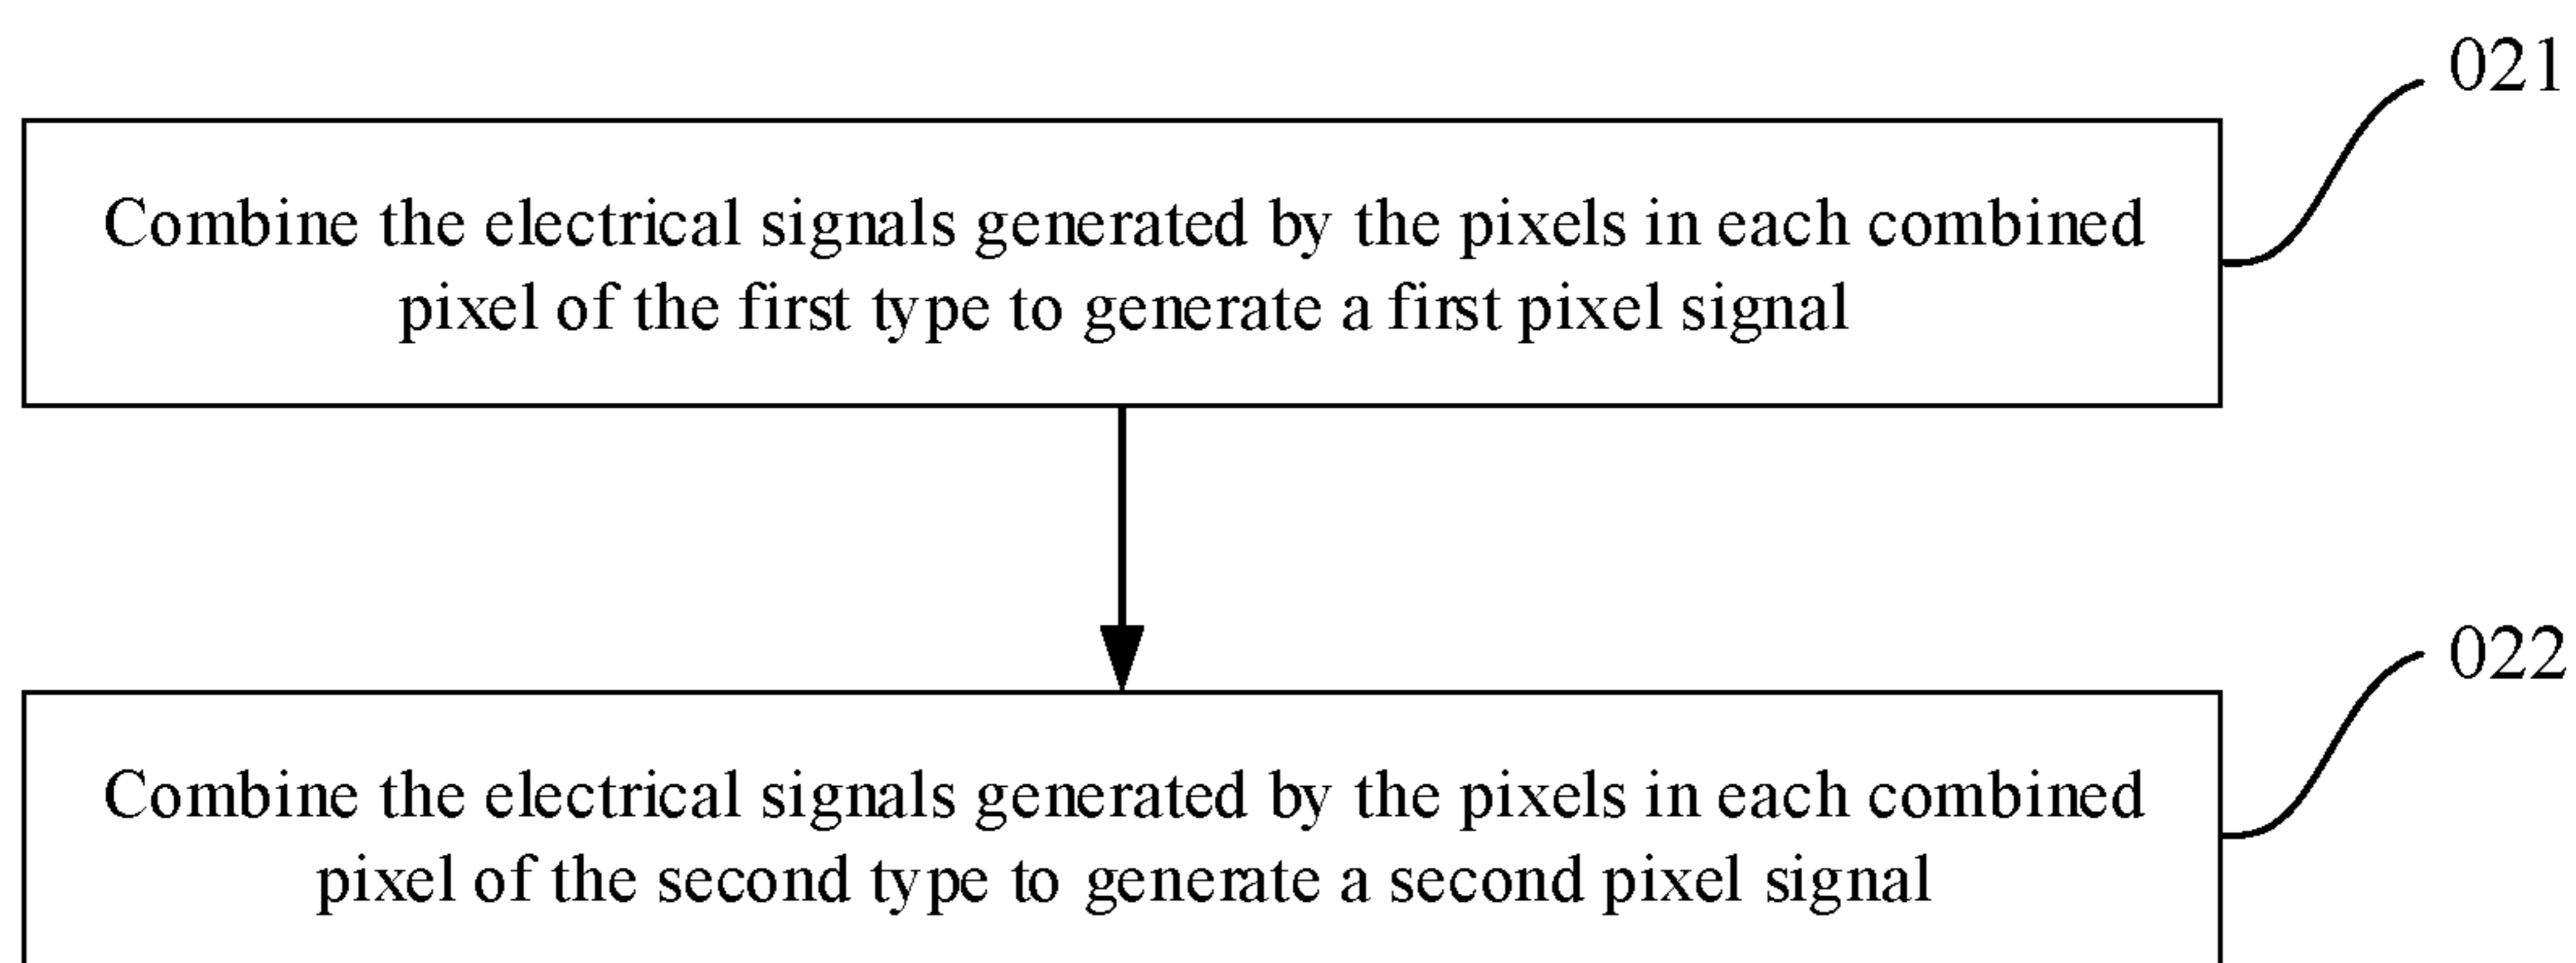 021
Combine the electrical signals generated by the pixels in each combined
pixel of the first type to generate a first pixel signal
022
Combine the electrical signals generated by the pixels in each combined
pixel of the second type to generate a second pixel signal